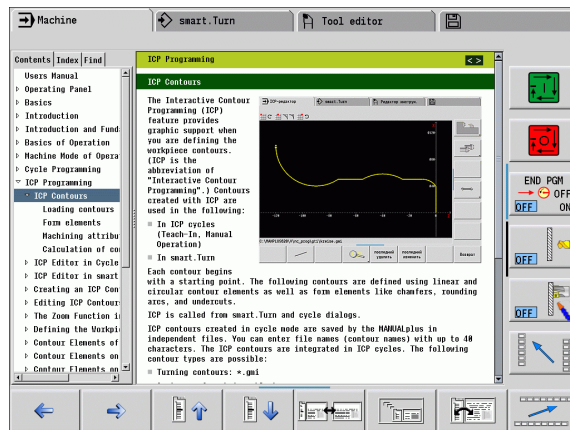 Machine
smart.Turn
Tool editor
Contents Index Find
Users Manual
Operating Panel
Basics
Introduction
Introduction and Fund
Basics of Operation
Machine Mode of Opera
Cycle Programming
ICP Programming
ICP Contours
Loading contours
Form elements
Machining attribu
Calculation of co
ICP Editor in Cycle
ICP Editor in smart
Creating an ICP Con
Editing ICP Contour
The Zoom Function i
Defining the Workpi
Contour Elements of
Contour Elements on
Contour Elements on
ICP Programming
< >
ICP Contours
The Interactive Contour
Programming (ICP)
feature provides
graphic support when
you are defining the
workpiece contours.
(ICP is the
abbreviation of
"Interactive Contour
Programming".) Contours
created with ICP are
used in the following:
In ICP cycles
(Teach-In, Manual
Operation)
In smart.Turn
Each contour begins
with a starting point. The following contours are defined using linear and
circular contour elements as well as form elements like chamfers, rounding
arcs, and undercuts.
ICP is called from smart.Turn and cycle dialogs.
ICP contours created in cycle mode are saved by the MANUALplus in
independent files. You can enter file names (contour names) with up to 40
characters. The ICP contours are integrated in ICP cycles. The following
contour types are possible:
Turning contours: *.gmi
ICP-редактор
smart.Turn
Редактор инструм.
последний
удалить
последний
изменить
Возврат
END PGM
OFF
OFF ON
OFF
OFF